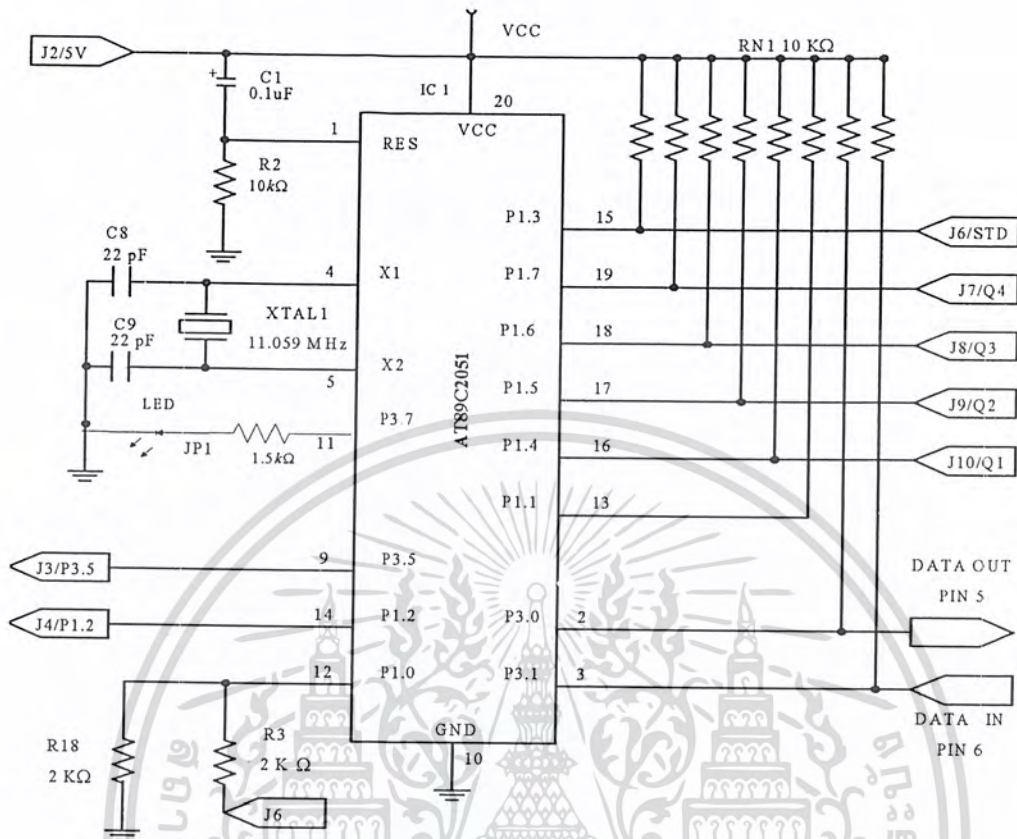 VCC
J2/5V
RN1 10 KΩ
+
C1
0.1uF
IC 1
20
VCC
1
RES
R2
10kΩ
P1.3
15
J6/STD
C8
22 pF
4
X1
P1.7
19
J7/Q4
XTAL1
11.059 MHz
P1.6
18
J8/Q3
C9
22 pF
5
X2
AT89C2051
P1.5
17
J9/Q2
LED
JP1
1.5kΩ
11
P3.7
P1.4
16
J10/Q1
P1.1
13
J3/P3.5
9
P3.5
DATA OUT
PIN 5
J4/P1.2
14
P1.2
P3.0
2
12
P1.0
P3.1
3
DATA IN
PIN 6
R18
2 KΩ
R3
2 K Ω
GND
10
J6